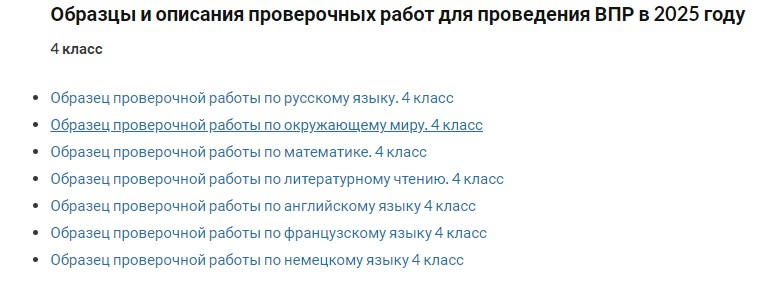 Образцы и описания проверочных работ для проведения ВПР в 2025 году
4 класс
Образец проверочной работы по русскому языку. 4 класс
Образец проверочной работы по окружающему миру. 4 класс
Образец проверочной работы по математике. 4 класс
Образец проверочной работы по литературному чтению. 4 класс
Образец проверочной работы по английскому языку 4 класс
Образец проверочной работы по французскому языку 4 класс
Образец проверочной работы по немецкому языку 4 класс